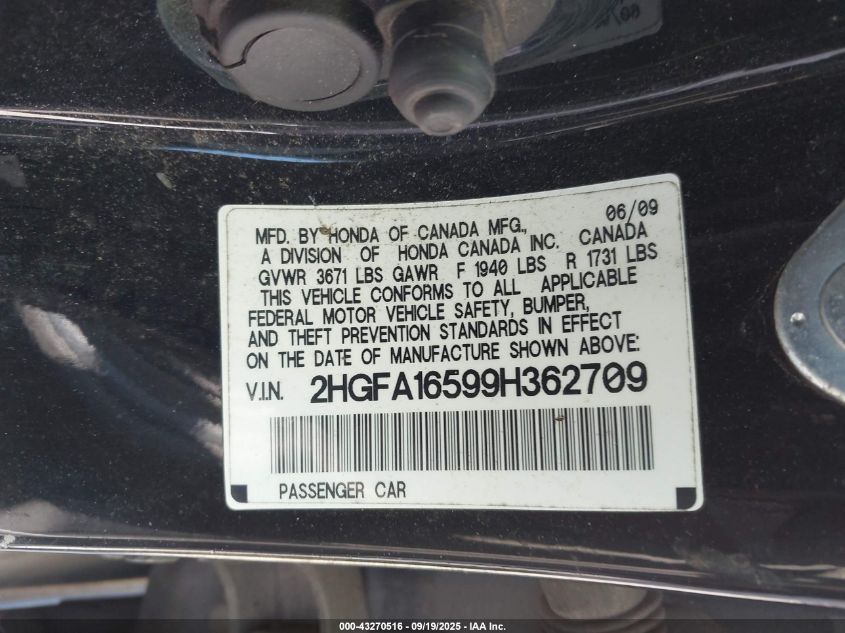 06/09
MFD. BY HONDA OF CANADA MFG.,
A DIVISION OF HONDA CANADA INC. CANADA
GVWR 3671 LBS GAWR F 1940 LBS R 1731 LBS
THIS VEHICLE CONFORMS TO ALL APPLICABLE
FEDERAL MOTOR VEHICLE SAFETY, BUMPER,
AND THEFT PREVENTION STANDARDS IN EFFECT
ON THE DATE OF MANUFACTURE SHOWN ABOVE:
V.I.N. 2HGFA16599H362709
PASSENGER CAR
000-43270516 - 09/19/2025 - IAA Inc.